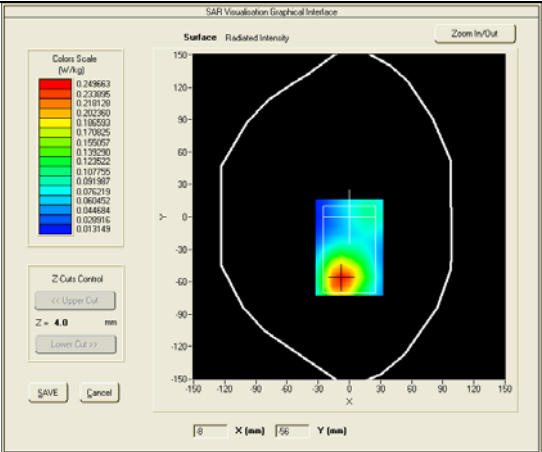 SAR Visualisation Graphical Interface
Surface Radiated Intensity
Zoom In/Out
Colors Scale
(W/kg)
0.249663
0.233895
0.218128
0.202360
0.186593
0.170825
0.155057
0.139290
0.123522
0.107755
0.091987
0.076219
0.060452
0.044684
0.028916
0.013149
Z-Cuts Control
<< Upper Cut
Z = 4.0 mm
Lower Cut >>
SAVE Cancel
150
120
90
60
30
0
-30
-60
-90
-120
-150
Y
-150 -120 -90 -60 -30 0 30 60 90 120 150
X
-8 X (mm) -56 Y (mm)